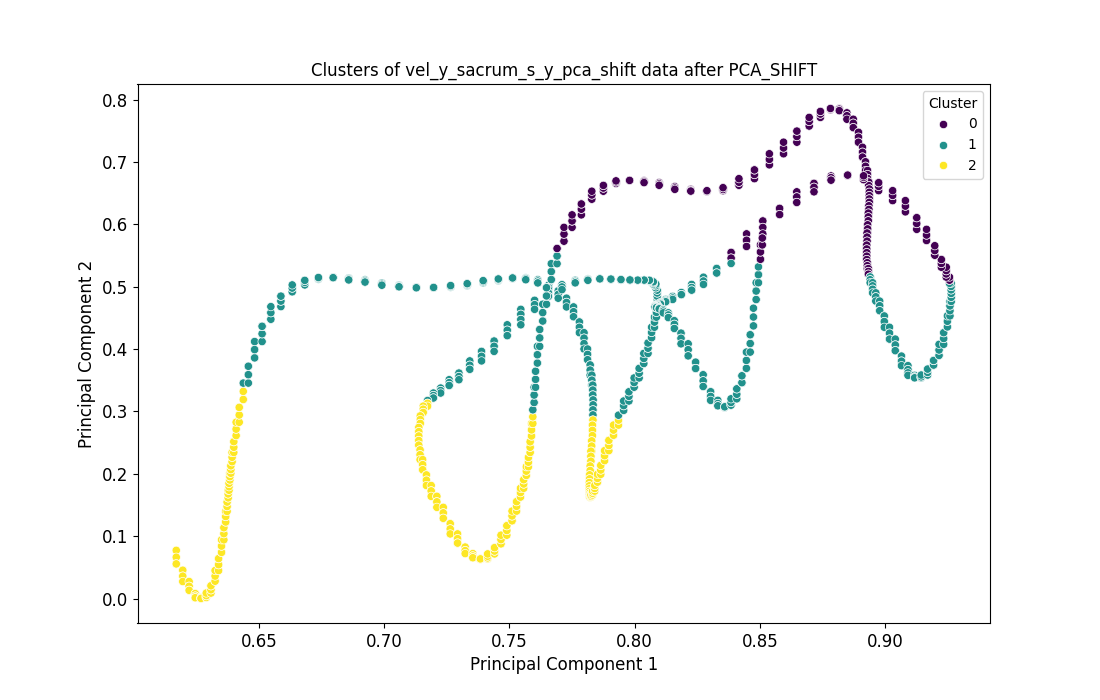 Clusters of vel_y_sacrum_s_y_pca_shift data after PCA_SHIFT
Cluster
0
1
2
Principal Component 2
0.8
0.7
0.6
0.5
0.4
0.3
0.2
0.1
0.0
0.65 0.70 0.75 0.80 0.85 0.90
Principal Component 1